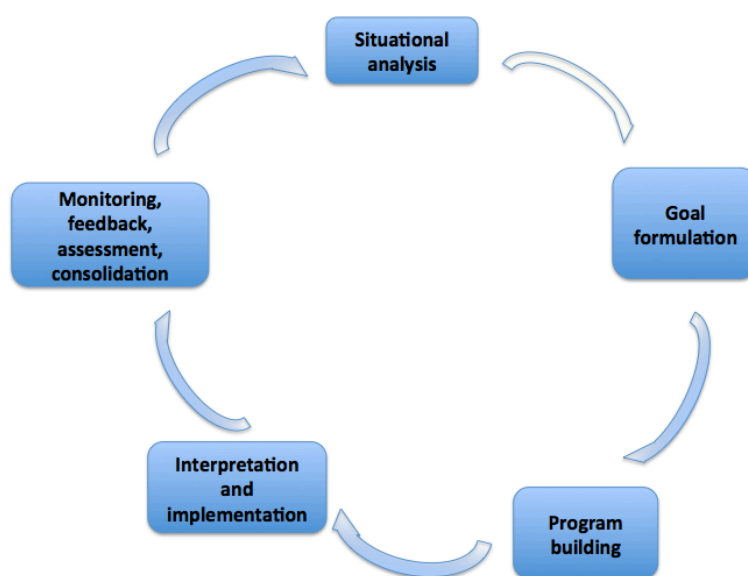 Situational
analysis
Goal
formulation
Program
building
Interpretation
and
implementation
Monitoring,
feedback,
assessment,
consolidation